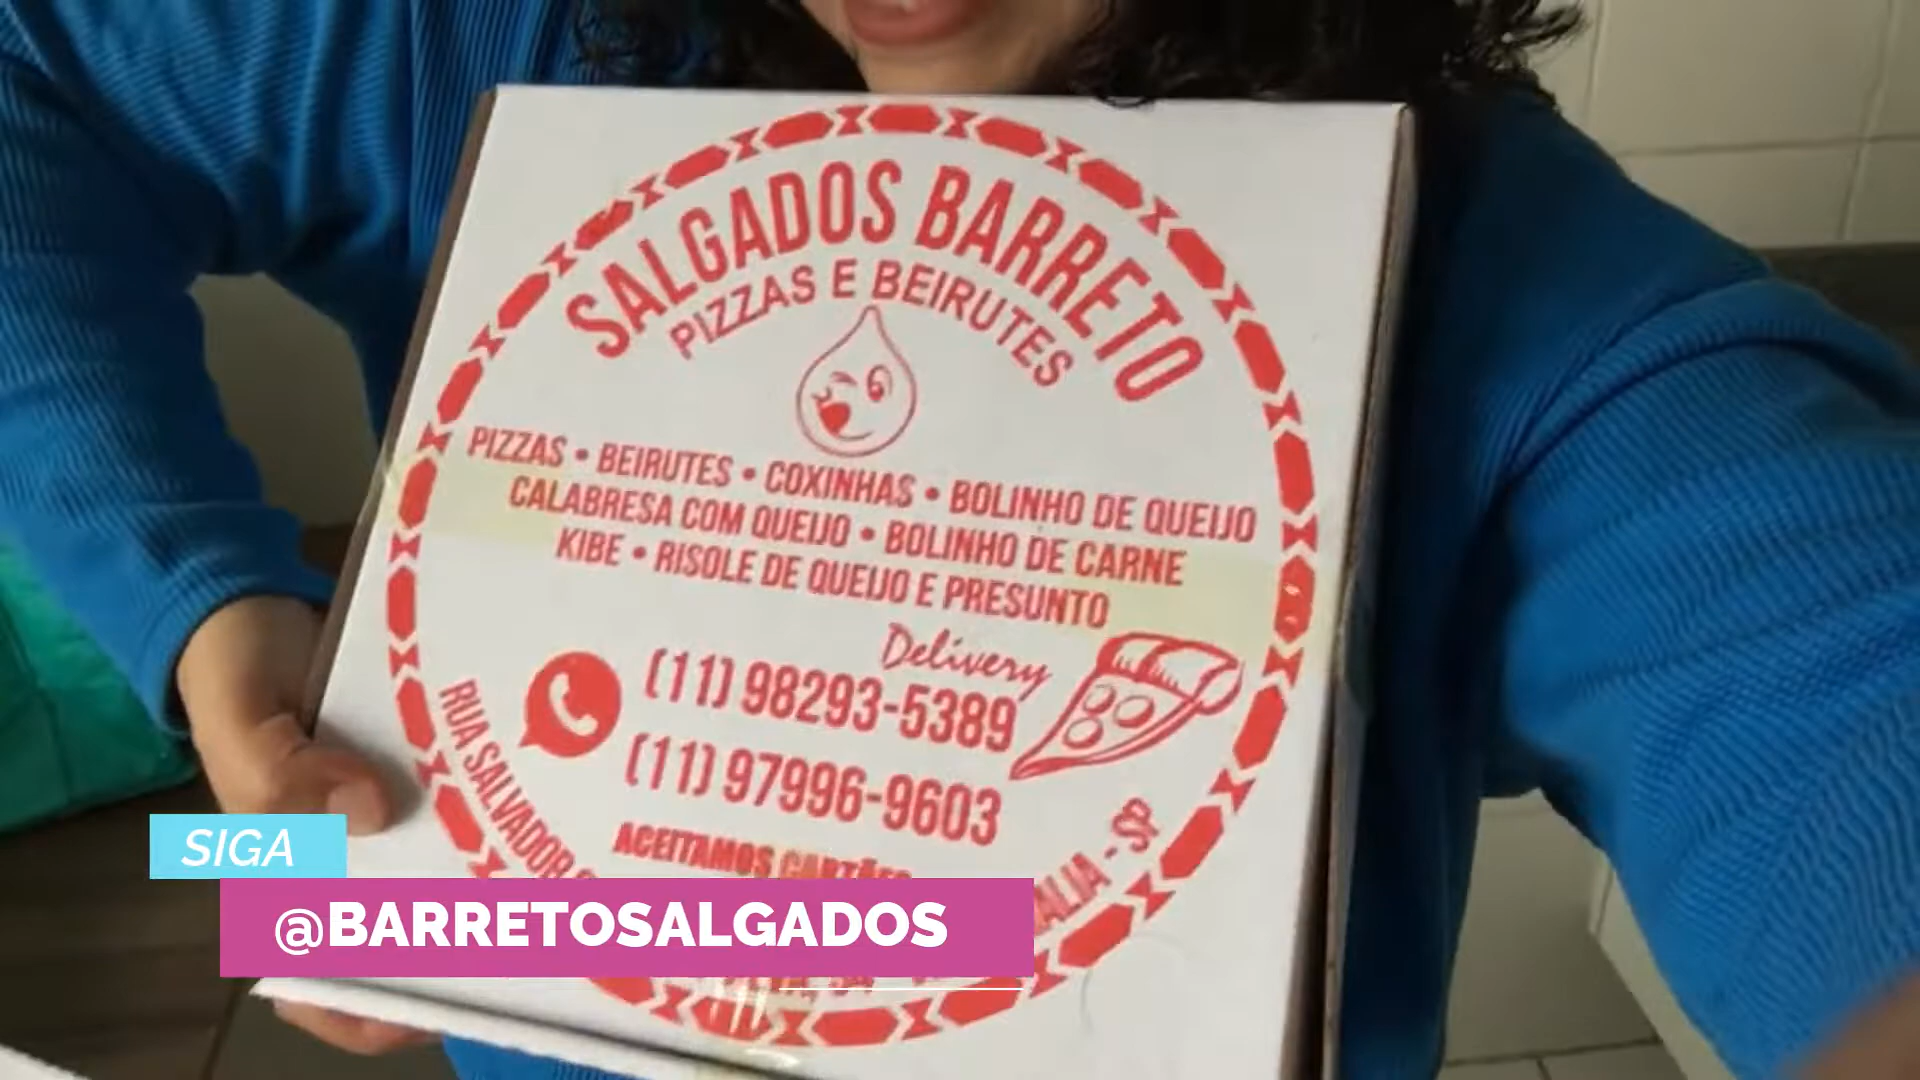 SALGADOS BARRETO
PIZZAS E BEIRUTES
PIZZAS • BEIRUTES • COXINHAS • BOLINHO DE QUEIJO
CALABRESA COM QUEIJO • BOLINHO DE CARNE
KIBE • RISOLE DE QUEIJO E PRESUNTO
Delivery
(11) 98293-5389
(11) 97996-9603
ACEITAMOS CARTÕES
RUA SALVADOR
- SP
SIGA
@BARRETOSALGADOS